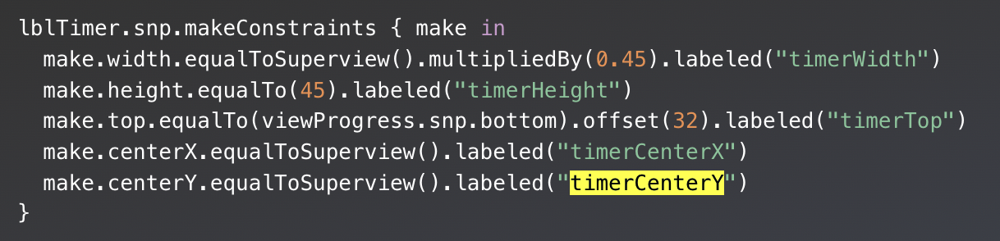 lblTimer.snp.makeConstraints { make in
  make.width.equalToSuperview().multipliedBy(0.45).labeled("timerWidth")
  make.height.equalTo(45).labeled("timerHeight")
  make.top.equalTo(viewProgress.snp.bottom).offset(32).labeled("timerTop")
  make.centerX.equalToSuperview().labeled("timerCenterX")
  make.centerY.equalToSuperview().labeled("timerCenterY")
}